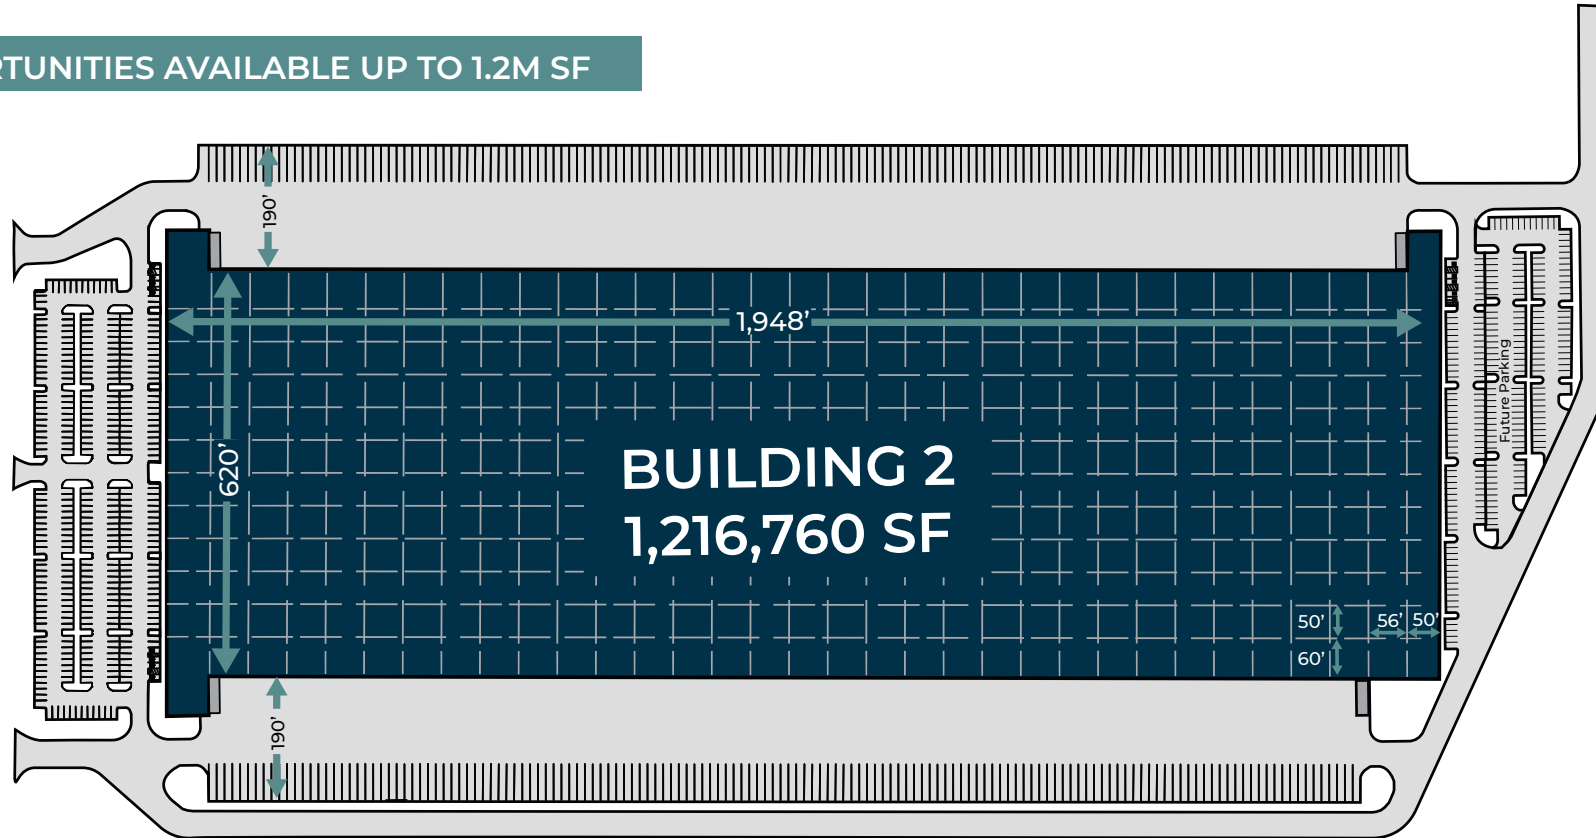 RTUNITIES AVAILABLE UP TO 1.2M SF
190’
1,948’
620’
BUILDING 2
1,216,760 SF
Future Parking
50’
56’
50’
60’
190’